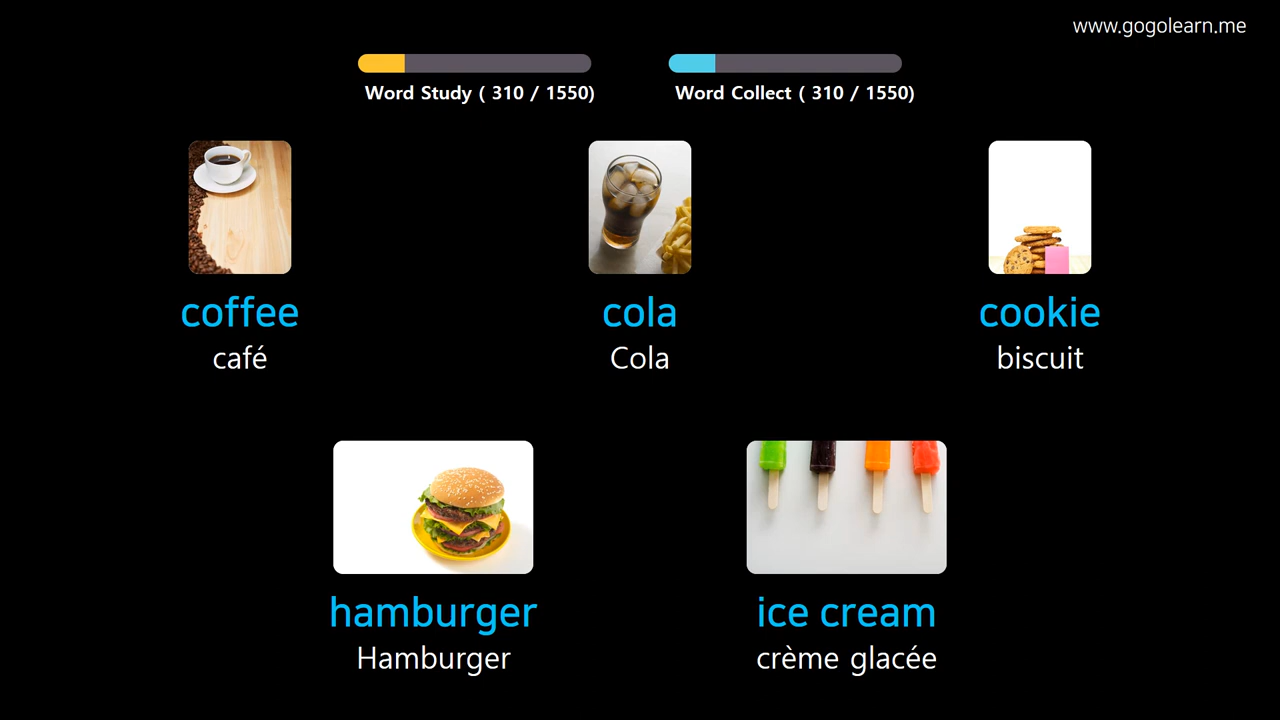 www.gogolearn.me
Word Study ( 310 / 1550)
Word Collect ( 310 / 1550)
coffee
café
cola
Cola
cookie
biscuit
hamburger
Hamburger
ice cream
crème glacée